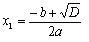 x₁ = (-b + √D) / 2a